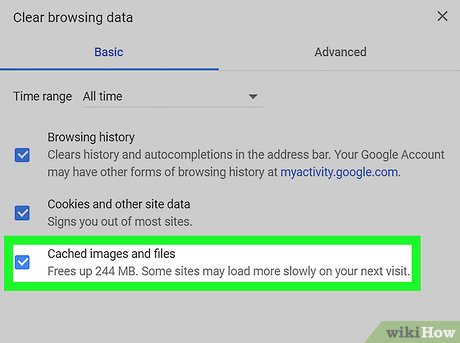 Clear browsing data
Basic
Advanced
Time range All time
Browsing history
Clears history and autocompletions in the address bar. Your Google Account
may have other forms of browsing history at myactivity.google.com.
Cookies and other site data
Signs you out of most sites.
Cached images and files
Frees up 244 MB. Some sites may load more slowly on your next visit.
wikiHow